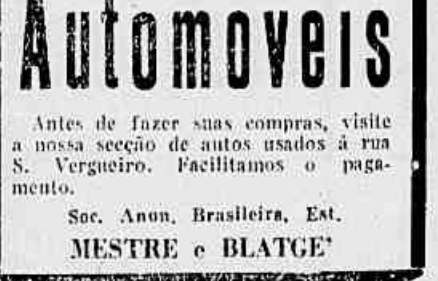 Automoveis
Antes de fazer suas compras, visite
a nossa secção de autos usados á rua
S. Vergueiro. Facilitamos o paga-
mento.
Soc. Anon. Brasileira, Est.
MESTRE e BLATGE'